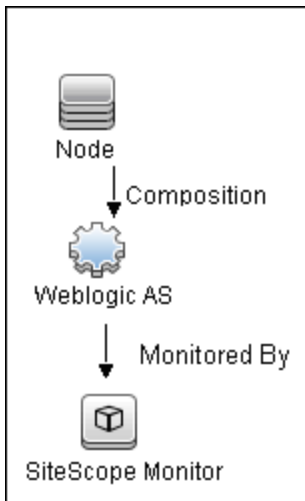 Node
Composition
Weblogic AS
Monitored By
SiteScope Monitor